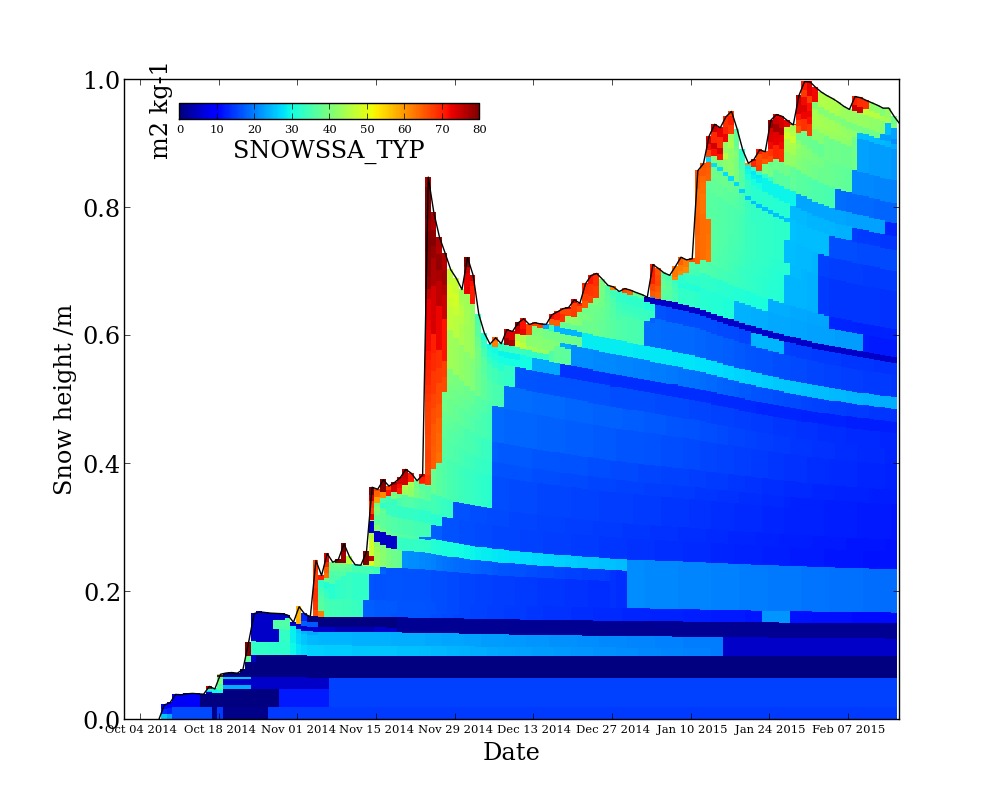 m2 kg-1
0 10 20 30 40 50 60 70 80
SNOWSSA_TYP
1.0
0.8
0.6
0.4
0.2
0.0
Snow height /m
Oct 04 2014 Oct 18 2014 Nov 01 2014 Nov 15 2014 Nov 29 2014 Dec 13 2014 Dec 27 2014 Jan 10 2015 Jan 24 2015 Feb 07 2015
Date